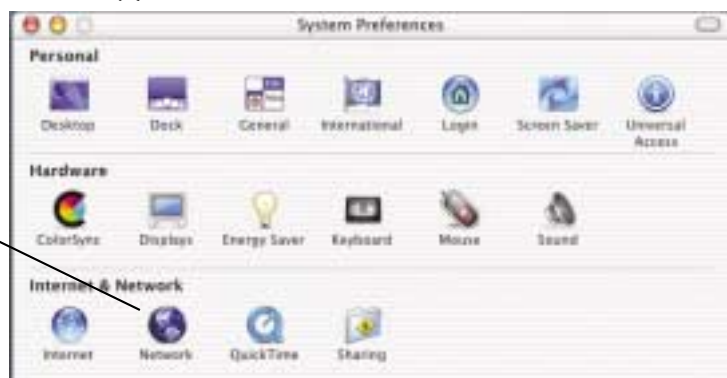 System Preferences
Personal
Desktop Dock General International Login Screen Saver Universal Access
Hardware
ColorSync Displays Energy Saver Keyboard Mouse Sound
Internet & Network
Internet Network QuickTime Sharing